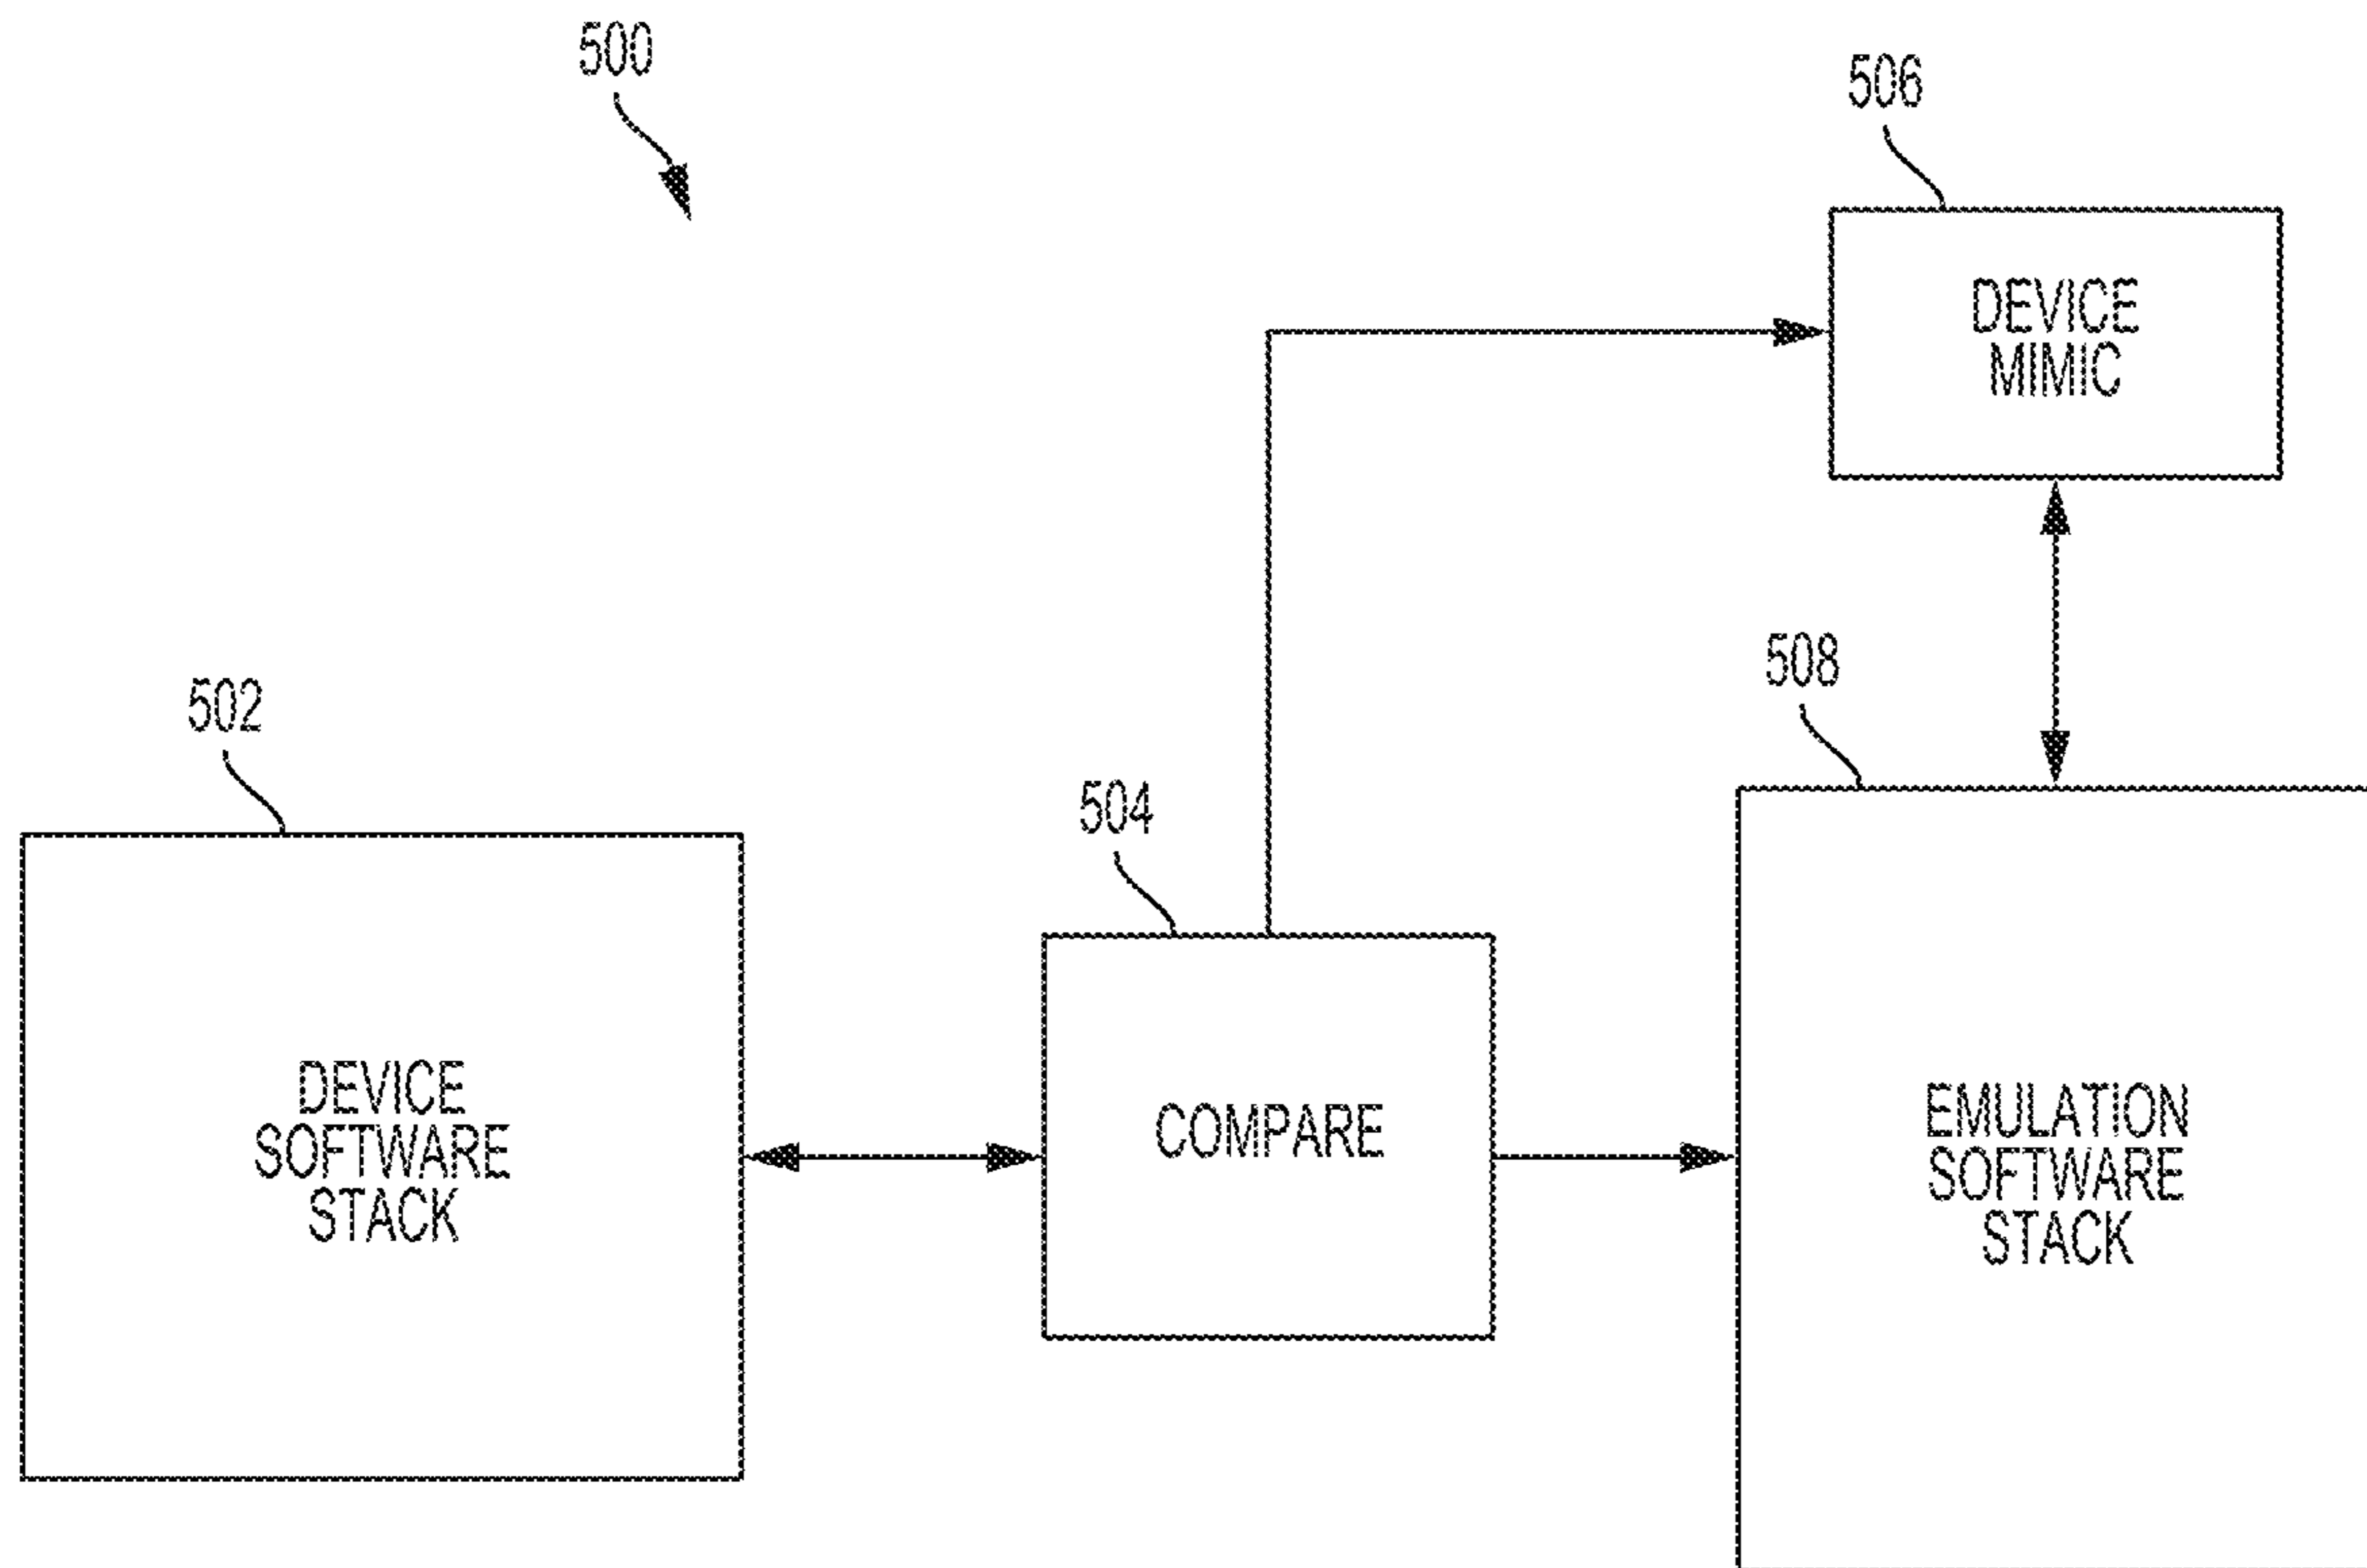 500
506
DEVICE
MIMIC
508
502
504
DEVICE
SOFTWARE
STACK
COMPARE
EMULATION
SOFTWARE
STACK